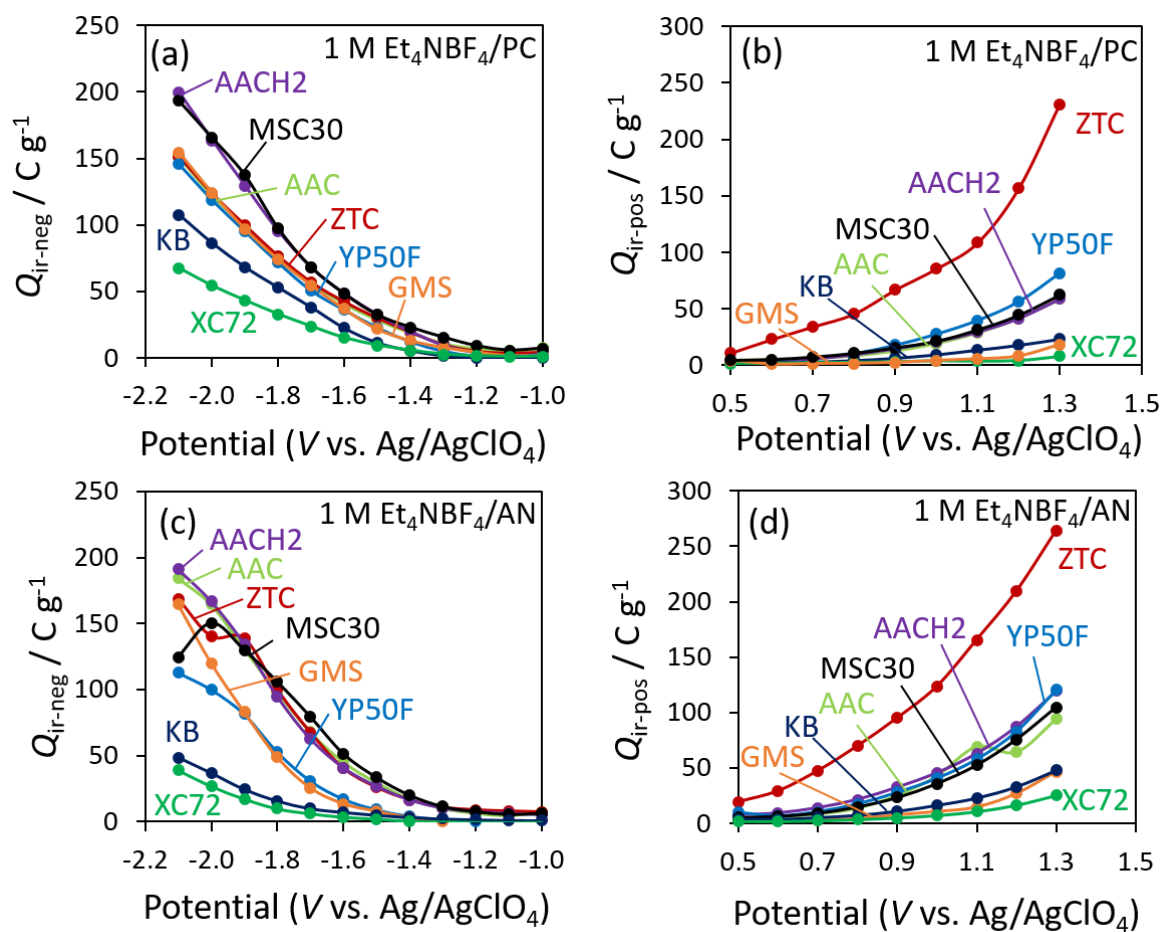 (a)
1 M Et₄NBF₄/PC
Q_ir-neg / C g⁻¹
250
200
150
100
50
0
AACH2
MSC30
AAC
ZTC
KB
YP50F
GMS
XC72
-2.2 -2.0 -1.8 -1.6 -1.4 -1.2 -1.0
Potential (V vs. Ag/AgClO₄)
(b)
1 M Et₄NBF₄/PC
Q_ir-pos / C g⁻¹
300
250
200
150
100
50
0
ZTC
AACH2
MSC30
YP50F
AAC
KB
GMS
XC72
0.5 0.7 0.9 1.1 1.3 1.5
Potential (V vs. Ag/AgClO₄)
(c)
1 M Et₄NBF₄/AN
Q_ir-neg / C g⁻¹
250
200
150
100
50
0
AACH2
AAC
ZTC
MSC30
GMS
YP50F
KB
XC72
-2.2 -2.0 -1.8 -1.6 -1.4 -1.2 -1.0
Potential (V vs. Ag/AgClO₄)
(d)
1 M Et₄NBF₄/AN
Q_ir-pos / C g⁻¹
300
250
200
150
100
50
0
ZTC
AACH2
YP50F
MSC30
AAC
KB
GMS
XC72
0.5 0.7 0.9 1.1 1.3 1.5
Potential (V vs. Ag/AgClO₄)